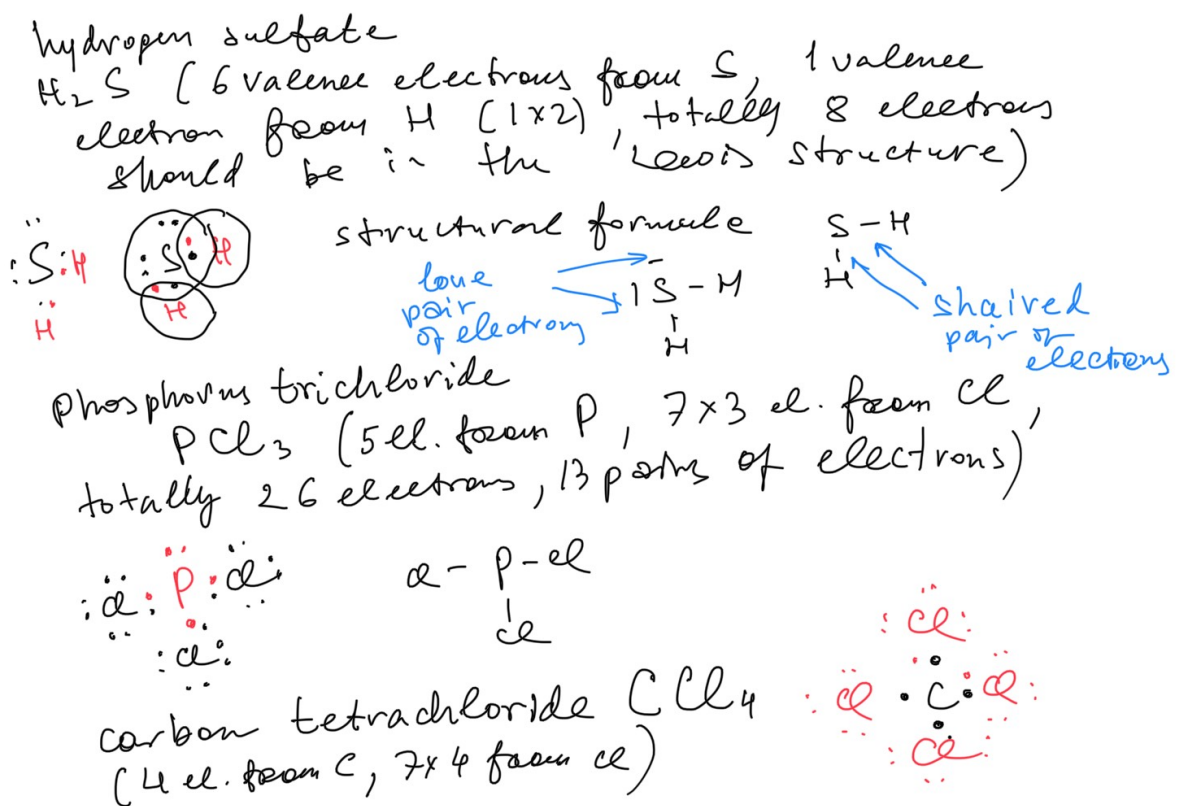 hydrogen sulfate
H₂S (6 valence electrons from S, 1 valence
electron from H (1×2), totally 8 electrons
should be in the Lewis structure)
:S:H
H
S H
H
structural formule
S-H
H
lone
pair
of electrons
S-H
H
shaired
pair of
electrons
phosphorus trichloride
PCl₃ (5 el. from P, 7×3 el. from Cl,
totally 26 electrons, 13 pairs of electrons)
:Cl:P:Cl:
:Cl:
Cl-P-Cl
Cl
carbon tetrachloride CCl₄
(4 el. from C, 7×4 from Cl)
:Cl:
:Cl·C:Cl:
:Cl: